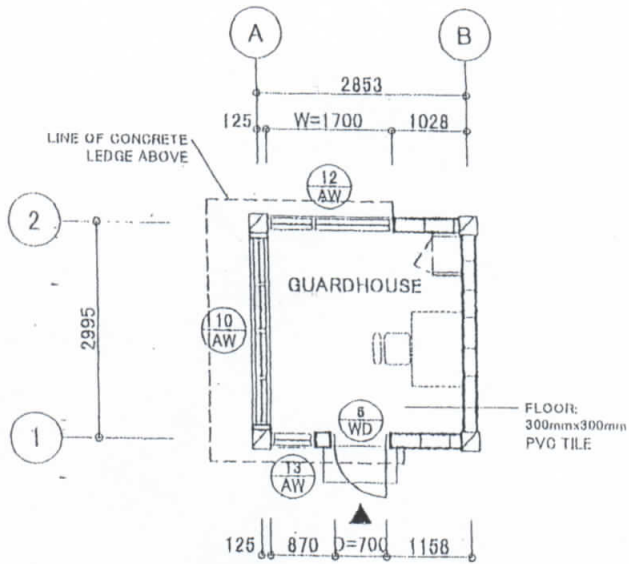 A
B
2853
125
W=1700
1028
LINE OF CONCRETE
LEDGE ABOVE
12
AW
2
GUARDHOUSE
2995
10
AW
6
WD
FLOOR:
300mmx300mm
PVC TILE
1
13
AW
125
870
D=700
1158